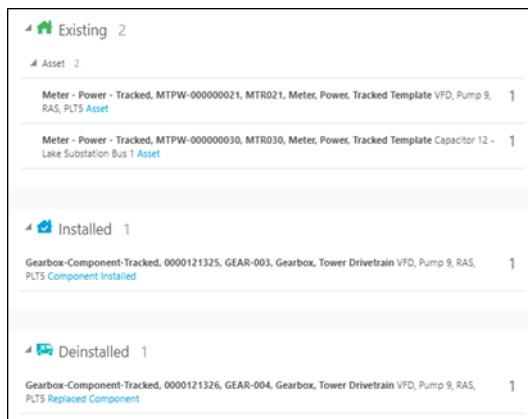 Existing 2
Asset 2
Meter - Power - Tracked, MTPW-000000021, MTR021, Meter, Power, Tracked Template VFD, Pump 9, 1
RAS, PLT5 Asset
Meter - Power - Tracked, MTPW-000000030, MTR030, Meter, Power, Tracked Template Capacitor 12 - 1
Lake Substation Bus 1 Asset
Installed 1
Gearbox-Component-Tracked, 0000121325, GEAR-003, Gearbox, Tower Drivetrain VFD, Pump 9, RAS, 1
PLT5 Component Installed
Deinstalled 1
Gearbox-Component-Tracked, 0000121326, GEAR-004, Gearbox, Tower Drivetrain VFD, Pump 9, RAS, 1
PLT5 Replaced Component